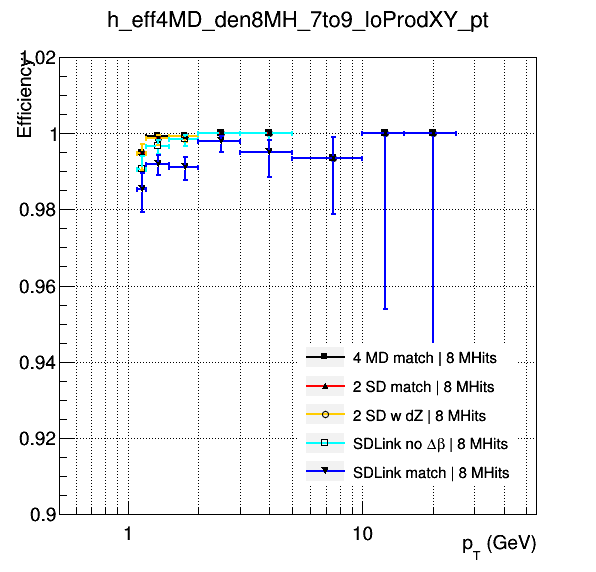 h_eff4MD_den8MH_7to9_loProdXY_pt
Efficiency
1.02
1
0.98
0.96
0.94
0.92
0.9
4 MD match | 8 MHits
2 SD match | 8 MHits
2 SD w dZ | 8 MHits
SDLink no Δβ | 8 MHits
SDLink match | 8 MHits
1
10
p_T (GeV)